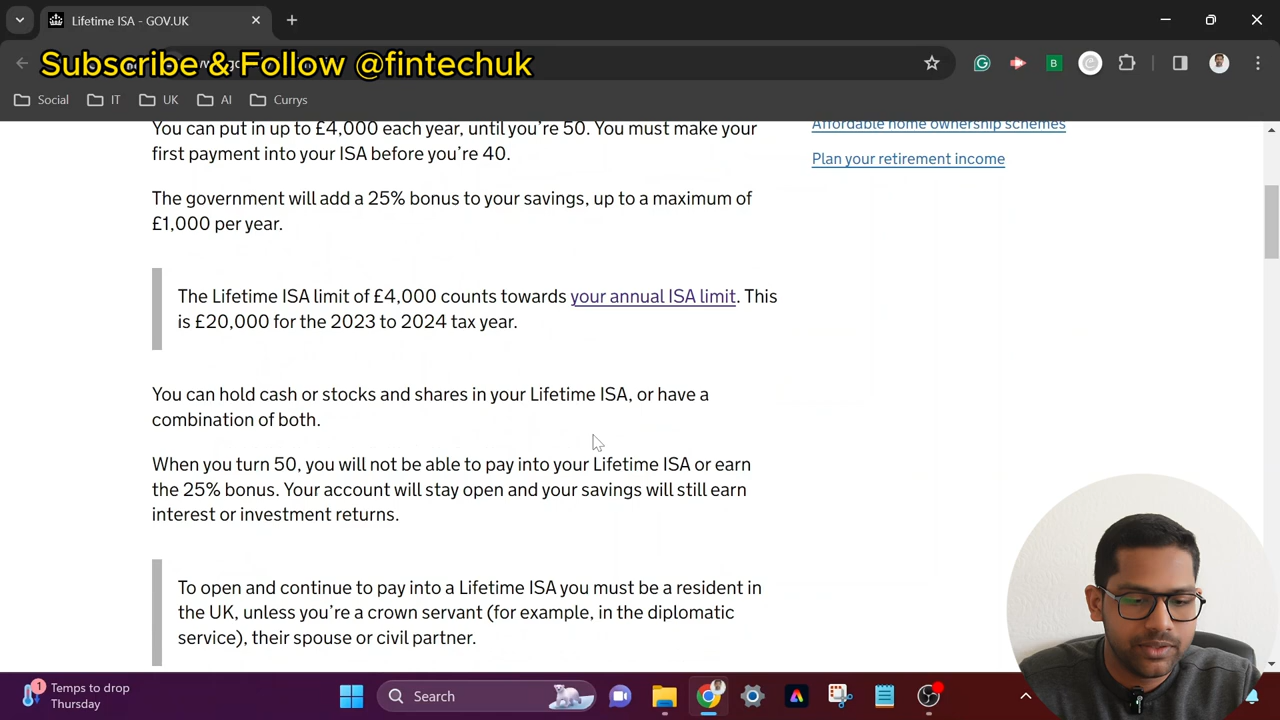 Lifetime ISA - GOV.UK
Subscribe & Follow @fintechuk
Social
IT
UK
AI
Currys
You can put in up to £4,000 each year, until you're 50. You must make your
first payment into your ISA before you're 40.
The government will add a 25% bonus to your savings, up to a maximum of
£1,000 per year.
The Lifetime ISA limit of £4,000 counts towards your annual ISA limit. This
is £20,000 for the 2023 to 2024 tax year.
You can hold cash or stocks and shares in your Lifetime ISA, or have a
combination of both.
When you turn 50, you will not be able to pay into your Lifetime ISA or earn
the 25% bonus. Your account will stay open and your savings will still earn
interest or investment returns.
To open and continue to pay into a Lifetime ISA you must be a resident in
the UK, unless you're a crown servant (for example, in the diplomatic
service), their spouse or civil partner.
Affordable home ownership schemes
Plan your retirement income
1
Temps to drop
Thursday
Search